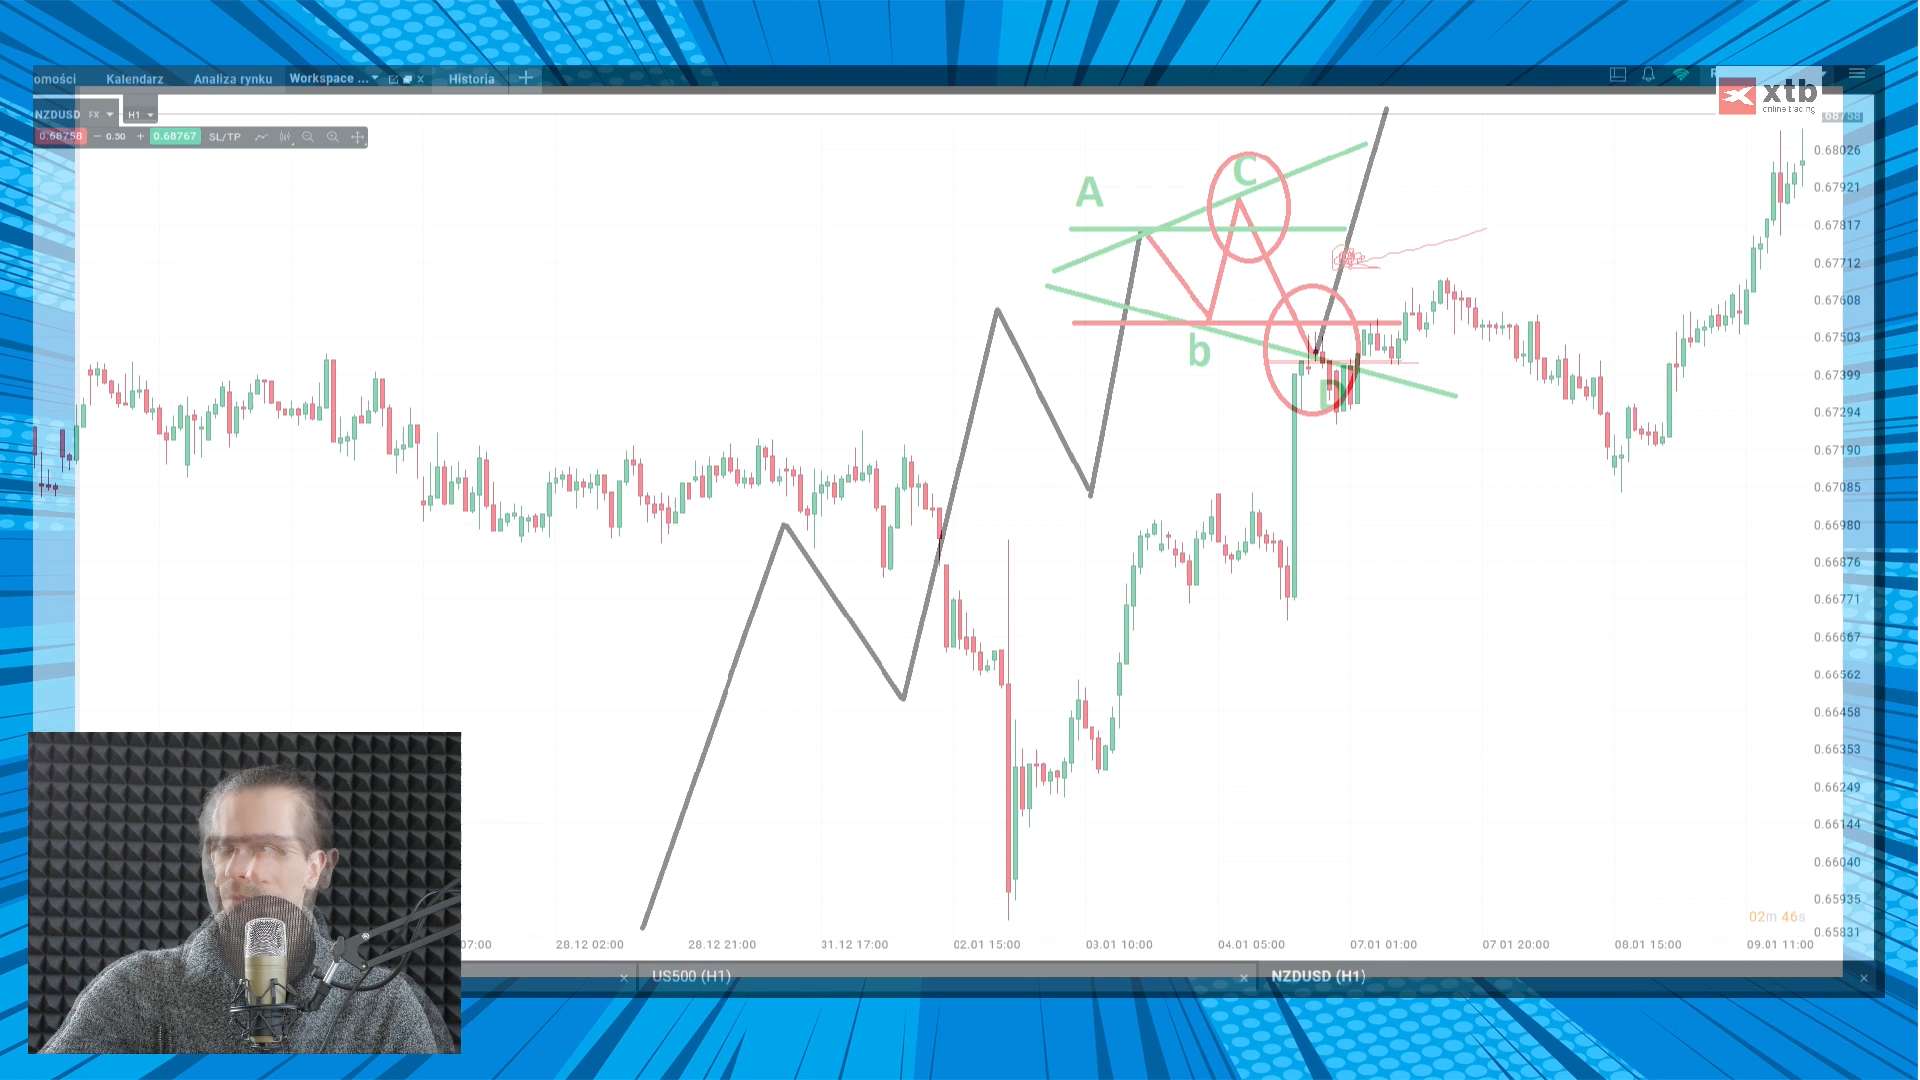 omości Kalendarz Analiza rynku Workspace ... x Historia
xtb
online trading
NZDUSD FX H1
0.68758 – 0.50 + 0.68767 SL/TP
0.68026
0.67921
0.67817
0.67712
0.67608
0.67503
0.67399
0.67294
0.67190
0.67085
0.66980
0.66876
0.66771
0.66667
0.66562
0.66458
0.66353
0.66249
0.66144
0.66040
0.65935
0.65831
A
C
b
D
02m 46s
07:00 28.12 02:00 28.12 21:00 31.12 17:00 02.01 15:00 03.01 10:00 04.01 05:00 07.01 01:00 07.01 20:00 08.01 15:00 09.01 11:00
US500 (H1) NZDUSD (H1)